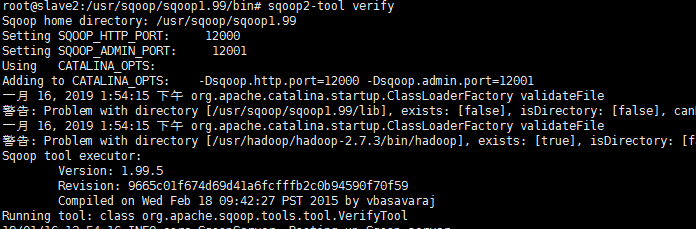 root@slave2:/usr/sqoop/sqoop1.99/bin# sqoop2-tool verify
Sqoop home directory: /usr/sqoop/sqoop1.99
Setting SQOOP_HTTP_PORT:     12000
Setting SQOOP_ADMIN_PORT:     12001
Using   CATALINA_OPTS:
Adding to CATALINA_OPTS:    -Dsqoop.http.port=12000 -Dsqoop.admin.port=12001
一月 16, 2019 1:54:15 下午 org.apache.catalina.startup.ClassLoaderFactory validateFile
警告: Problem with directory [/usr/sqoop/sqoop1.99/lib], exists: [false], isDirectory: [false], can
一月 16, 2019 1:54:15 下午 org.apache.catalina.startup.ClassLoaderFactory validateFile
警告: Problem with directory [/usr/hadoop/hadoop-2.7.3/bin/hadoop], exists: [true], isDirectory: [fa
Sqoop tool executor:
        Version: 1.99.5
        Revision: 9665c01f674d69d41a6fcfffb2c0b94590f70f59
        Compiled on Wed Feb 18 09:42:27 PST 2015 by vbasavaraj
Running tool: class org.apache.sqoop.tools.tool.VerifyTool